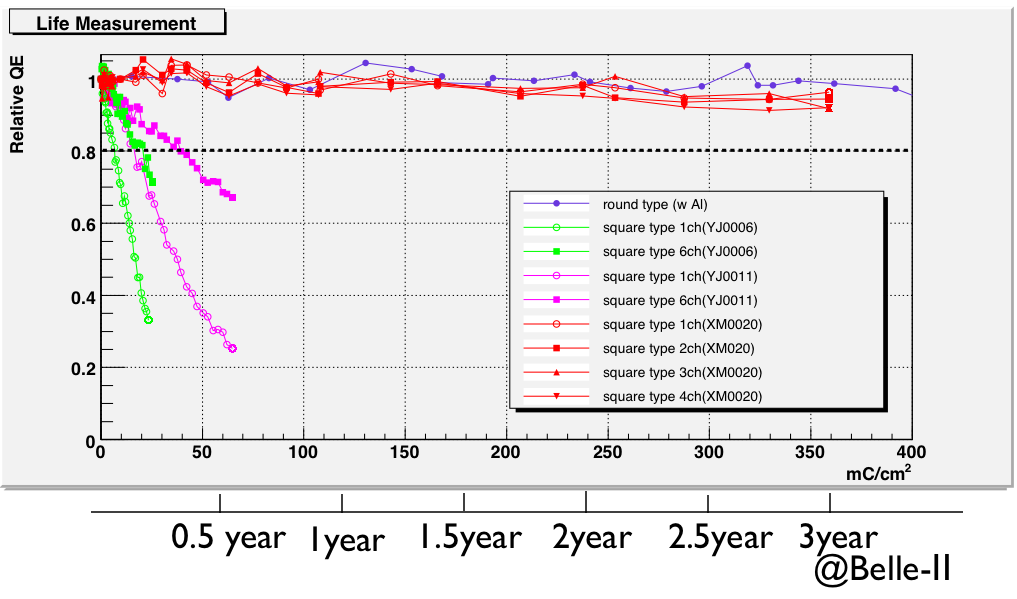 Life Measurement
Relative QE
1
0.8
0.6
0.4
0.2
0
0 50 100 150 200 250 300 350 400
mC/cm²
round type (w Al)
square type 1ch(YJ0006)
square type 6ch(YJ0006)
square type 1ch(YJ0011)
square type 6ch(YJ0011)
square type 1ch(XM0020)
square type 2ch(XM020)
square type 3ch(XM0020)
square type 4ch(XM0020)
0.5 year 1year 1.5year 2year 2.5year 3year
@Belle-II